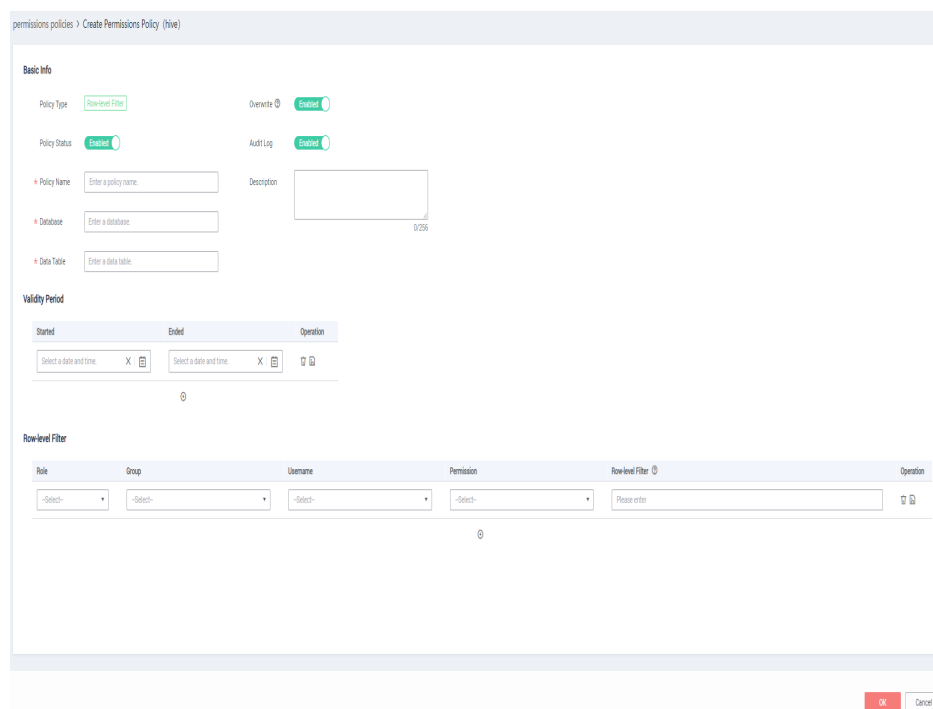 permissions policies > Create Permissions Policy (hive)
Basic Info
Policy Type Row-level Filter Overwrite Enabled
Policy Status Enabled Audit Log Enabled
* Policy Name Enter a policy name. Description
0/256
* Database Enter a database.
* Data Table Enter a data table.
Validity Period
Started Ended Operation
Select a date and time. Select a date and time.
Row-level Filter
Role Group Username Permission Row-level Filter Operation
--Select-- --Select-- --Select-- --Select-- Please enter
OK Cancel